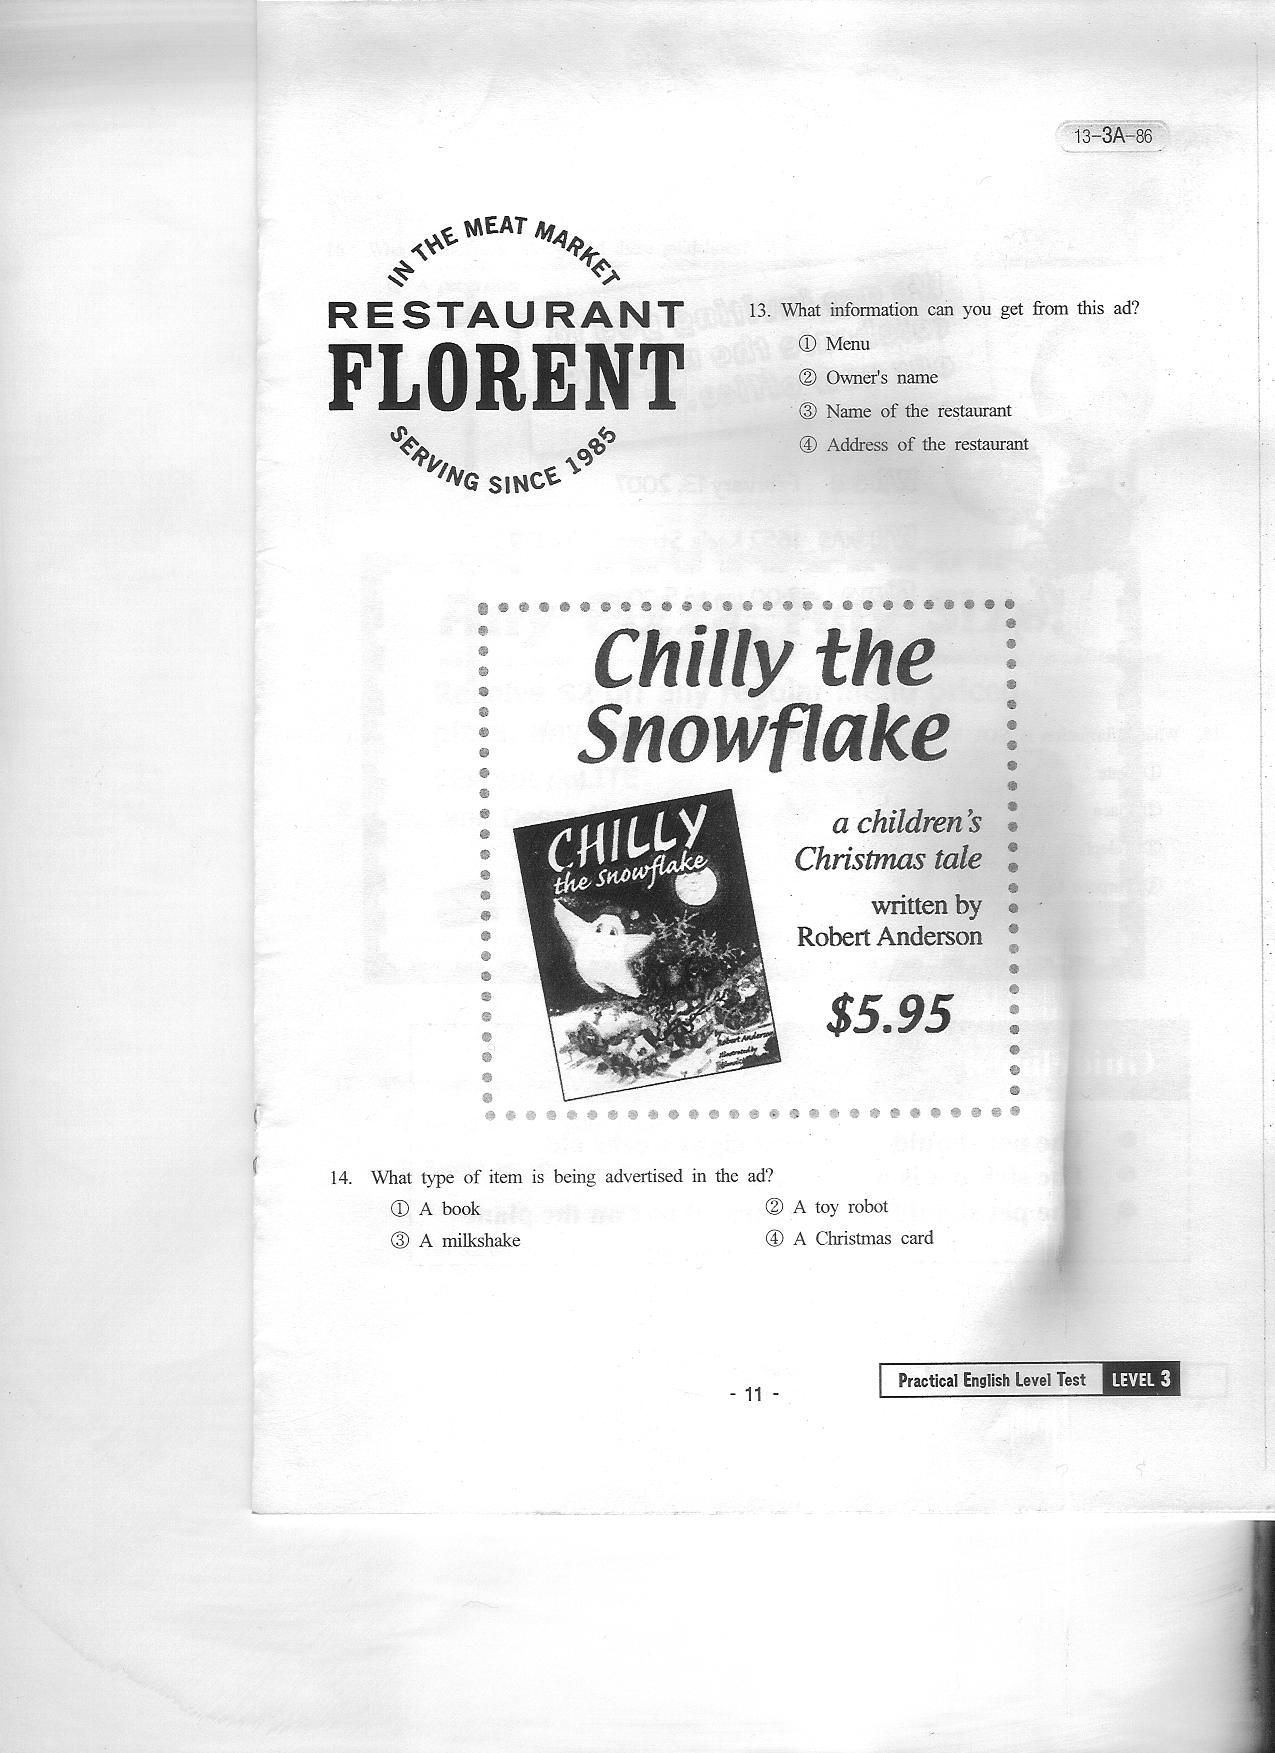 13-3A-86
IN THE MEAT MARKET
RESTAURANT
FLORENT
SERVING SINCE 1985
13. What information can you get from this ad?
① Menu
② Owner's name
③ Name of the restaurant
④ Address of the restaurant
Chilly the
Snowflake
CHILLY
the Snowflake
Robert Anderson
Illustrated by
a children's
Christmas tale
written by
Robert Anderson
$5.95
14. What type of item is being advertised in the ad?
① A book
② A toy robot
③ A milkshake
④ A Christmas card
- 11 -
Practical English Level Test LEVEL 3